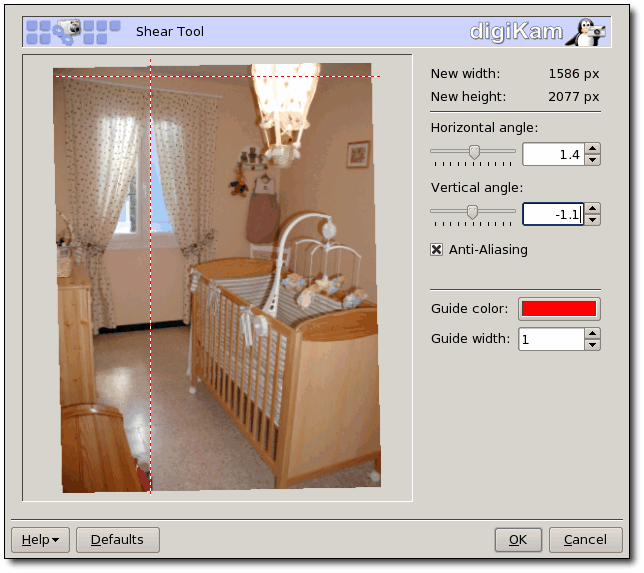 Shear Tool
digiKam
New width: 1586 px
New height: 2077 px
Horizontal angle:
1.4
Vertical angle:
-1.1
Anti-Aliasing
Guide color:
Guide width: 1
Help
Defaults
OK
Cancel